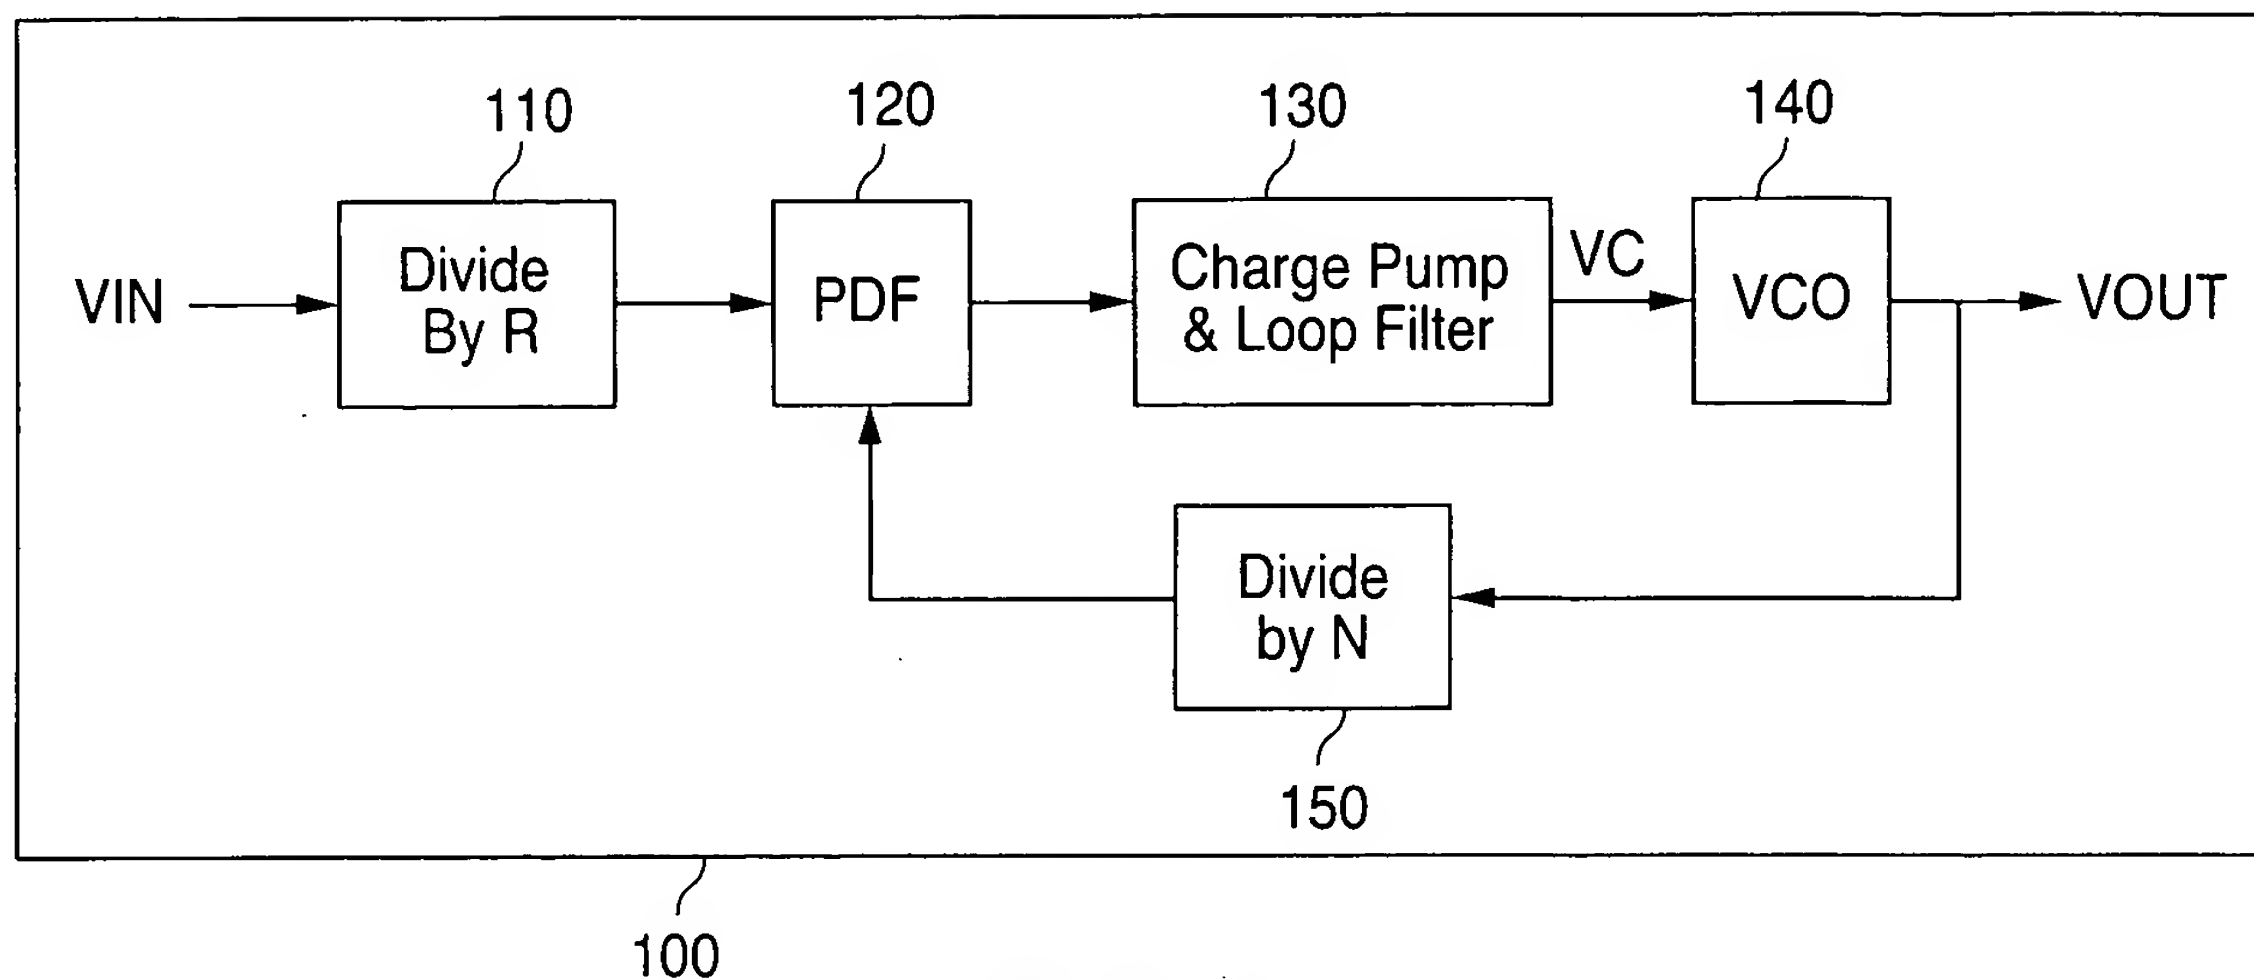 110
120
130
140
VIN
Divide
By R
PDF
Charge Pump
& Loop Filter
VC
VCO
VOUT
Divide
by N
150
100